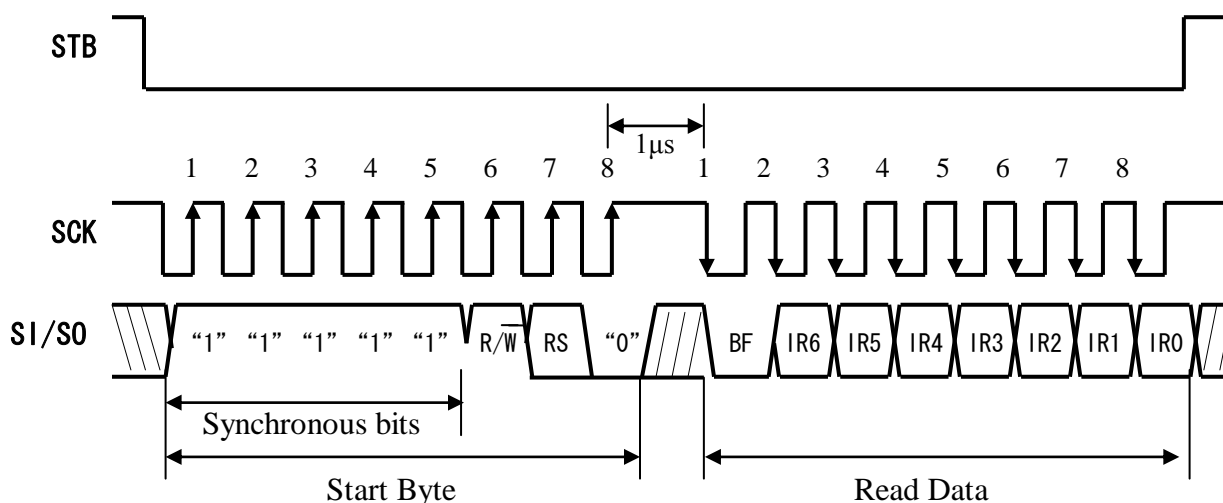 STB
1μs
1 2 3 4 5 6 7 8 1 2 3 4 5 6 7 8
SCK
SI/SO “1” “1” “1” “1” “1” R/W̅ RS “0” BF IR6 IR5 IR4 IR3 IR2 IR1 IR0
Synchronous bits
Start Byte Read Data